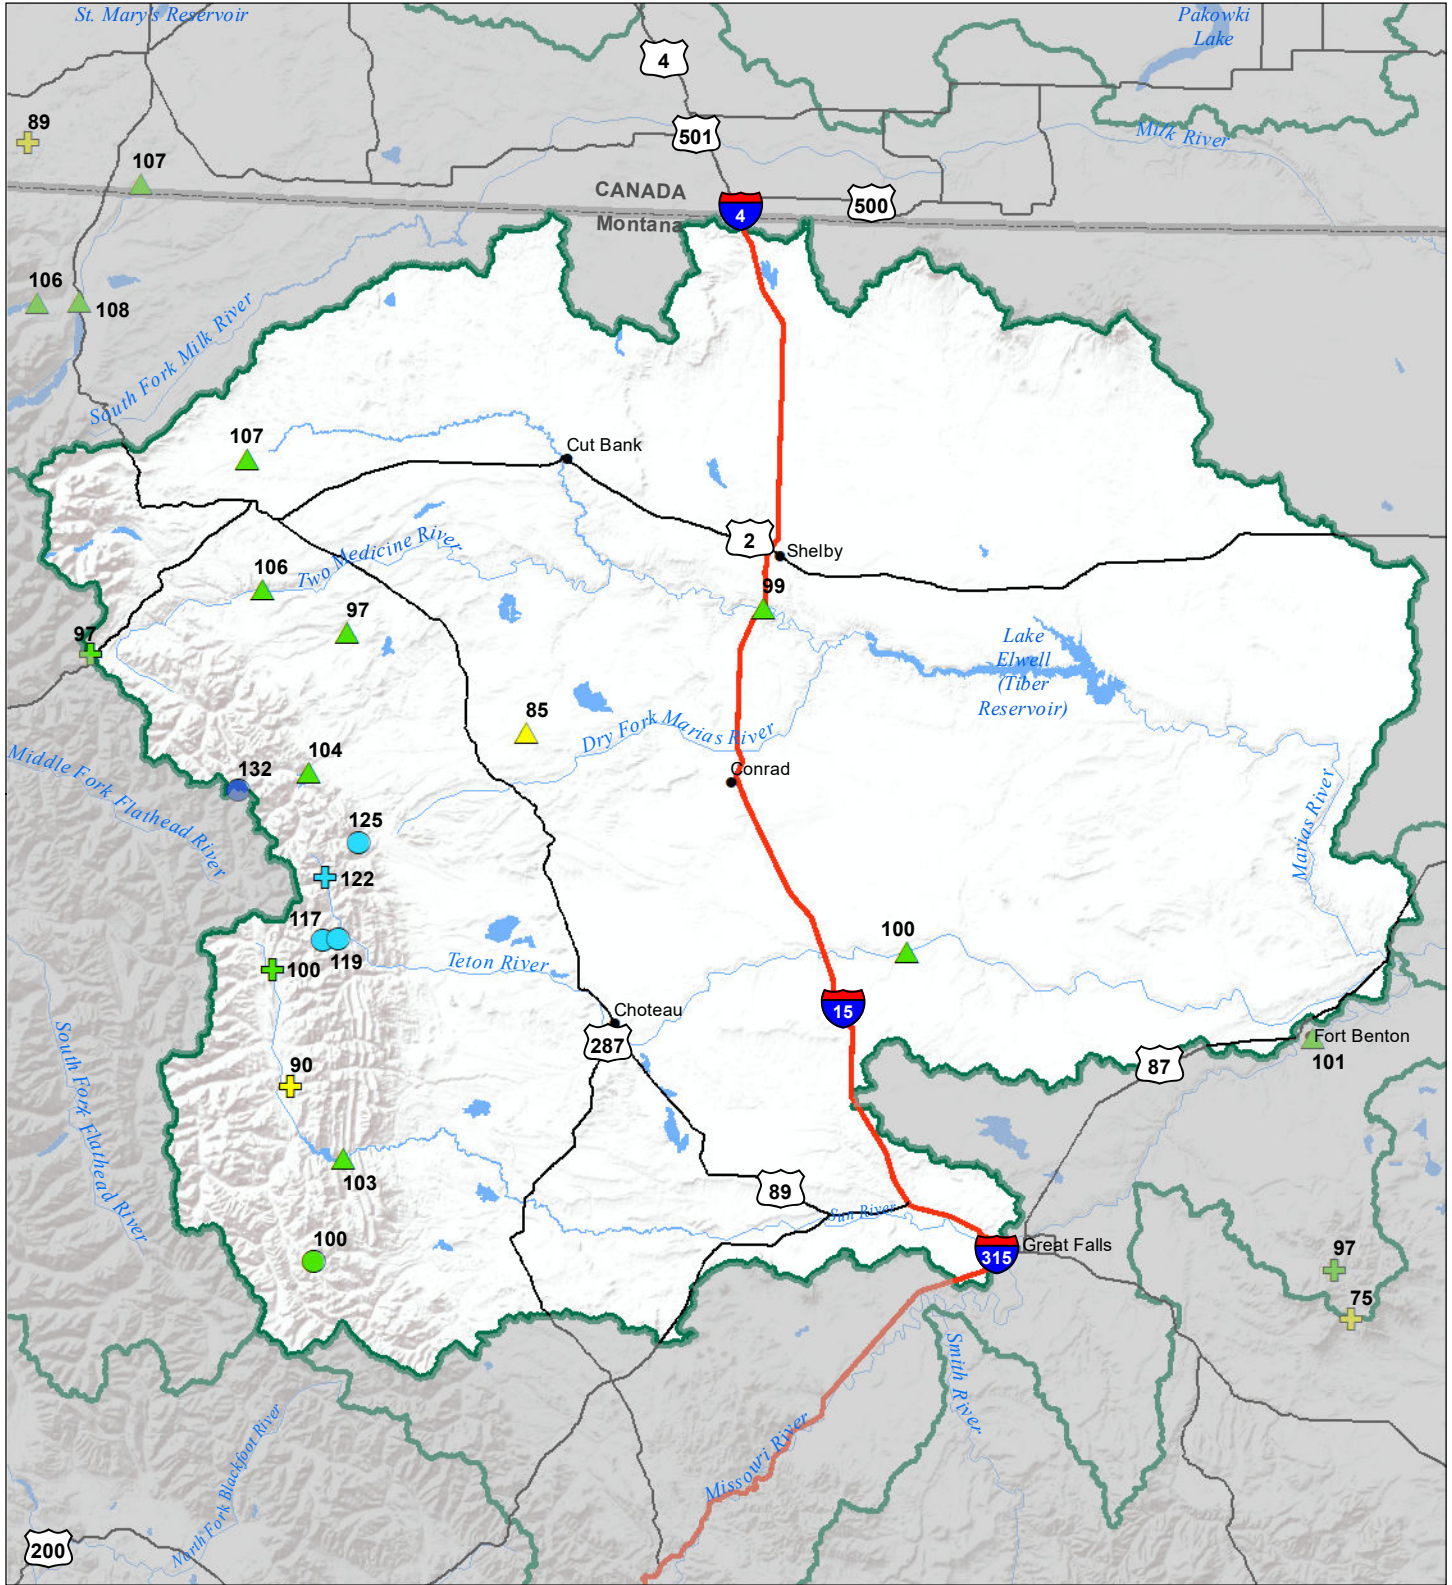 St. Mary's Reservoir
Pakowki
Lake
4
501
89
Milk River
107
CANADA
Montana
4
500
106
108
South Fork Milk River
107
Cut Bank
2
Shelby
Two Medicine River
106
97
99
97
Lake
Elwell
(Tiber
Reservoir)
85
Dry Fork Marias River
Middle Fork Flathead River
104
132
Conrad
125
Marias River
122
117
119
100
100
Teton River
15
Choteau
287
South Fork Flathead River
90
Fort Benton
101
87
103
89
Sun River
100
315
Great Falls
97
75
Smith River
Missouri River
North Fork Blackfoot River
200